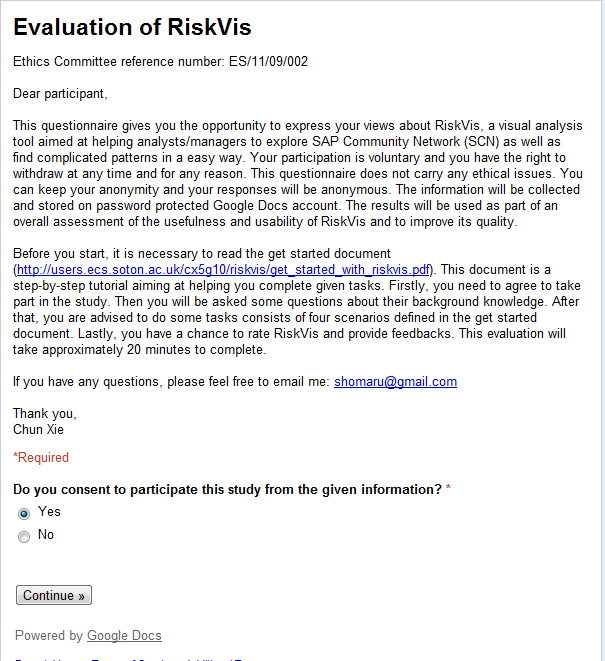 Evaluation of RiskVis
Ethics Committee reference number: ES/11/09/002
Dear participant,
This questionnaire gives you the opportunity to express your views about RiskVis, a visual analysis
tool aimed at helping analysts/managers to explore SAP Community Network (SCN) as well as
find complicated patterns in a easy way. Your participation is voluntary and you have the right to
withdraw at any time and for any reason. This questionnaire does not carry any ethical issues. You
can keep your anonymity and your responses will be anonymous. The information will be collected
and stored on password protected Google Docs account. The results will be used as part of an
overall assessment of the usefulness and usability of RiskVis and to improve its quality.
Before you start, it is necessary to read the get started document
(http://users.ecs.soton.ac.uk/cx5g10/riskvis/get_started_with_riskvis.pdf). This document is a
step-by-step tutorial aiming at helping you complete given tasks. Firstly, you need to agree to take
part in the study. Then you will be asked some questions about their background knowledge. After
that, you are advised to do some tasks consists of four scenarios defined in the get started
document. Lastly, you have a chance to rate RiskVis and provide feedbacks. This evaluation will
take approximately 20 minutes to complete.
If you have any questions, please feel free to email me: shomaru@gmail.com
Thank you,
Chun Xie
*Required
Do you consent to participate this study from the given information? *
Yes
No
Continue »
Powered by Google Docs